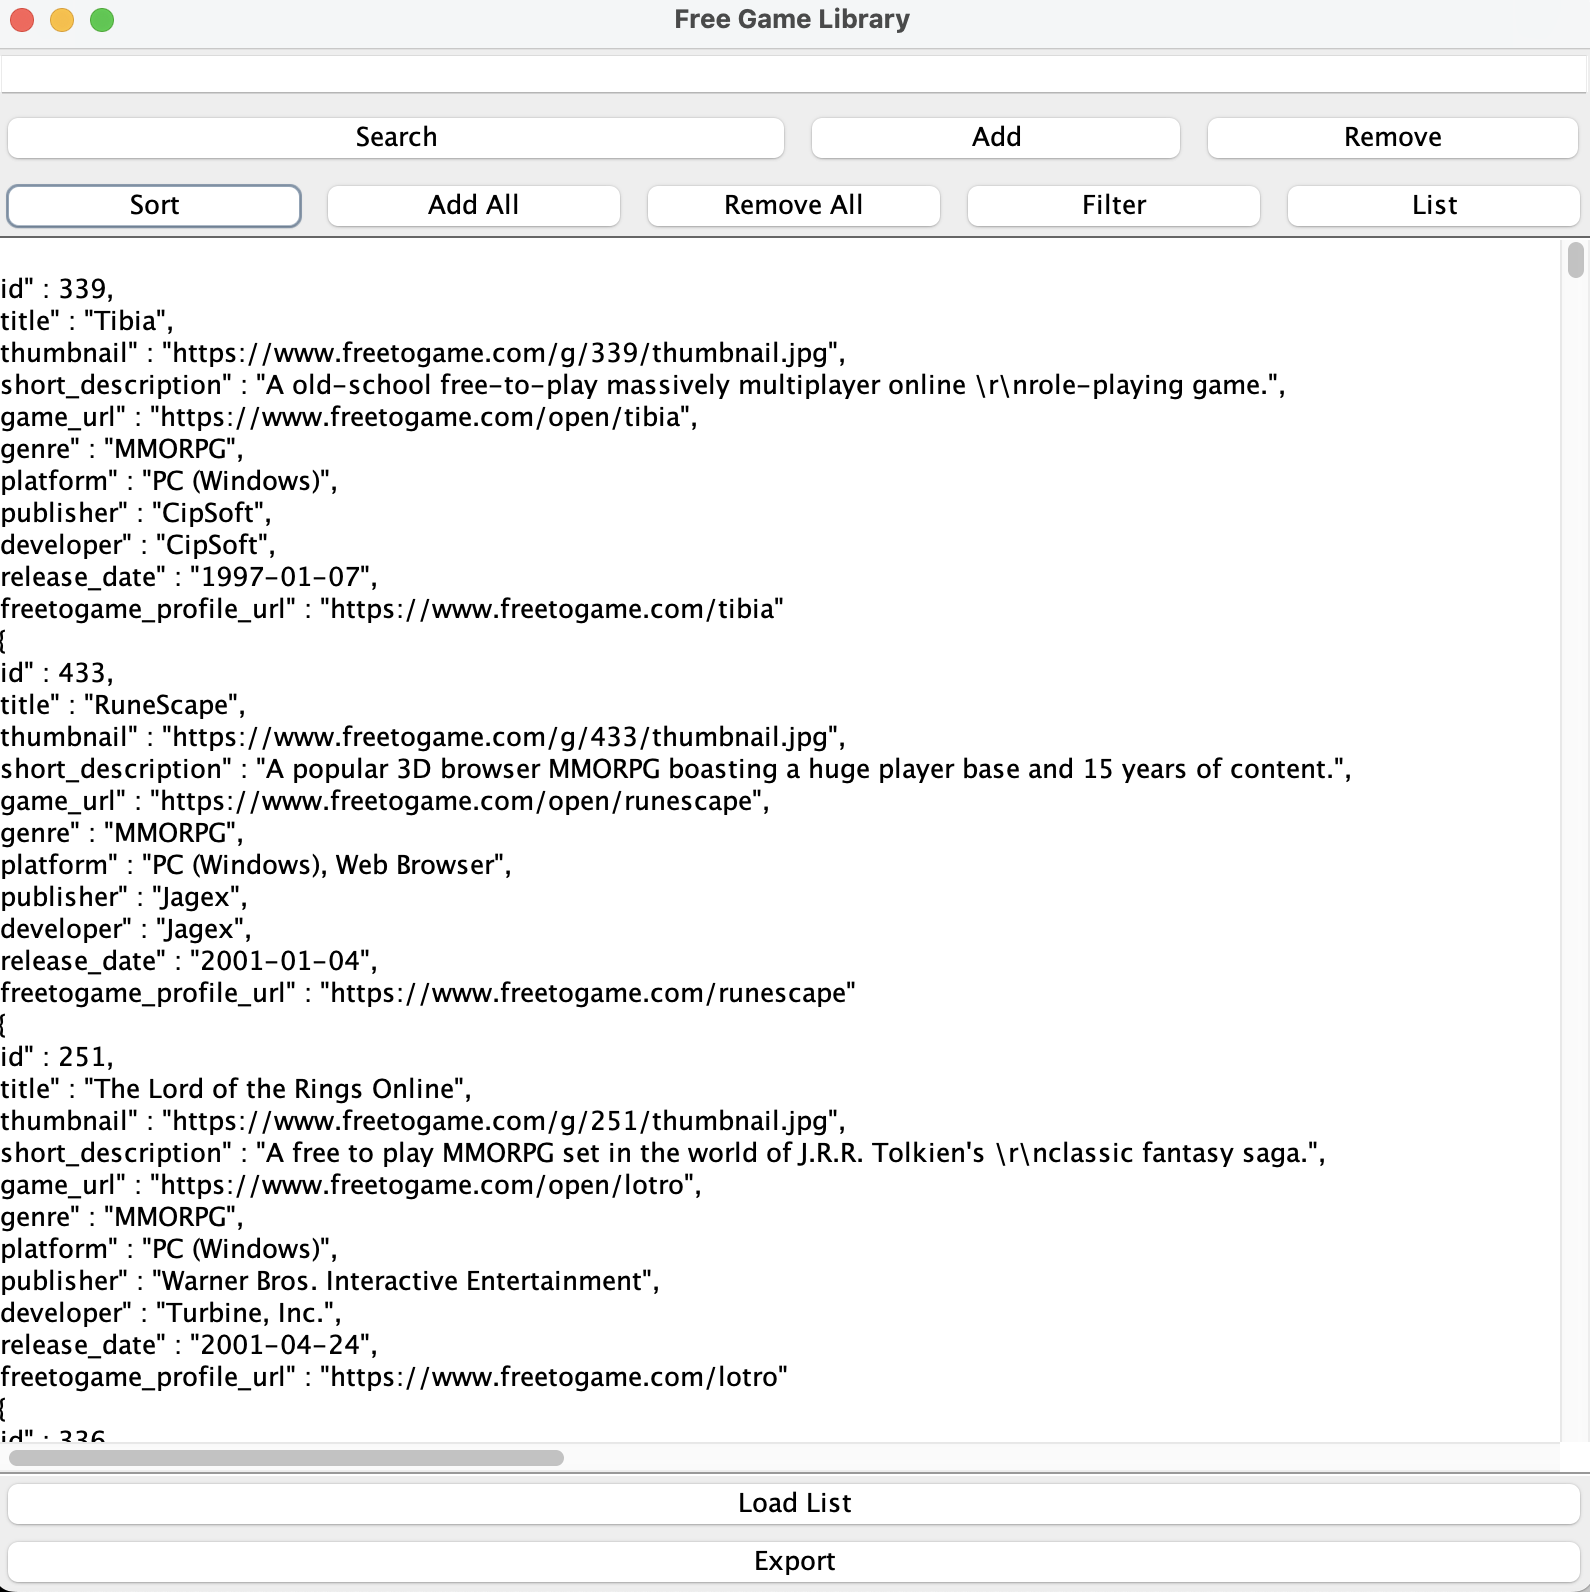 Free Game Library
Search Add Remove
Sort Add All Remove All Filter List
id" : 339,
title" : "Tibia",
thumbnail" : "https://www.freetogame.com/g/339/thumbnail.jpg",
short_description" : "A old-school free-to-play massively multiplayer online \r\nrole-playing game.",
game_url" : "https://www.freetogame.com/open/tibia",
genre" : "MMORPG",
platform" : "PC (Windows)",
publisher" : "CipSoft",
developer" : "CipSoft",
release_date" : "1997-01-07",
freetogame_profile_url" : "https://www.freetogame.com/tibia"
{
id" : 433,
title" : "RuneScape",
thumbnail" : "https://www.freetogame.com/g/433/thumbnail.jpg",
short_description" : "A popular 3D browser MMORPG boasting a huge player base and 15 years of content.",
game_url" : "https://www.freetogame.com/open/runescape",
genre" : "MMORPG",
platform" : "PC (Windows), Web Browser",
publisher" : "Jagex",
developer" : "Jagex",
release_date" : "2001-01-04",
freetogame_profile_url" : "https://www.freetogame.com/runescape"
{
id" : 251,
title" : "The Lord of the Rings Online",
thumbnail" : "https://www.freetogame.com/g/251/thumbnail.jpg",
short_description" : "A free to play MMORPG set in the world of J.R.R. Tolkien's \r\nclassic fantasy saga.",
game_url" : "https://www.freetogame.com/open/lotro",
genre" : "MMORPG",
platform" : "PC (Windows)",
publisher" : "Warner Bros. Interactive Entertainment",
developer" : "Turbine, Inc.",
release_date" : "2001-04-24",
freetogame_profile_url" : "https://www.freetogame.com/lotro"
{
id" : 336
Load List
Export